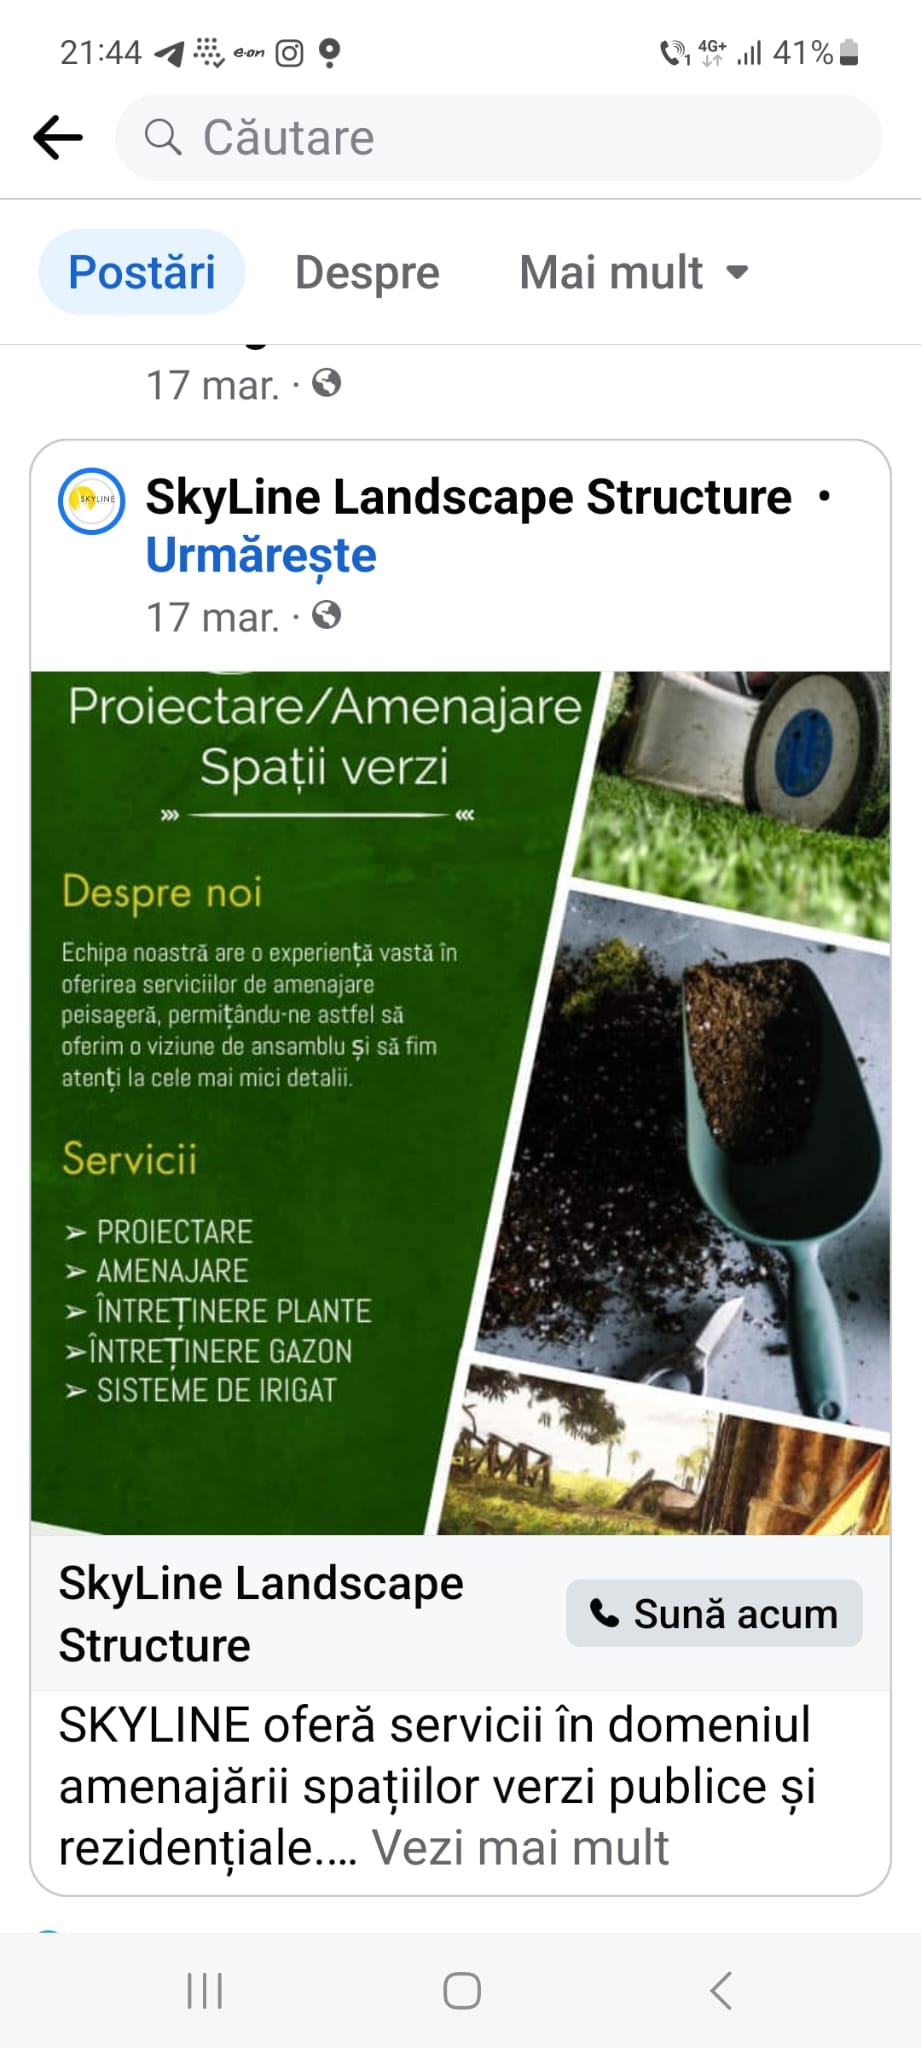 21:44 e·on 1 4G+ 41%
Căutare
Postări Despre Mai mult
17 mar. ·
SKYLINE
SkyLine Landscape Structure •
Urmărește
17 mar. ·
Proiectare/Amenajare
Spații verzi
Despre noi
Echipa noastră are o experiență vastă în
oferirea serviciilor de amenajare
peisageră, permițându-ne astfel să
oferim o viziune de ansamblu și să fim
atenți la cele mai mici detalii.
Servicii
➢ PROIECTARE
➢ AMENAJARE
➢ ÎNTREȚINERE PLANTE
➢ÎNTREȚINERE GAZON
➢ SISTEME DE IRIGAT
SkyLine Landscape
Structure
Sună acum
SKYLINE oferă servicii în domeniul
amenajării spațiilor verzi publice și
rezidențiale.... Vezi mai mult